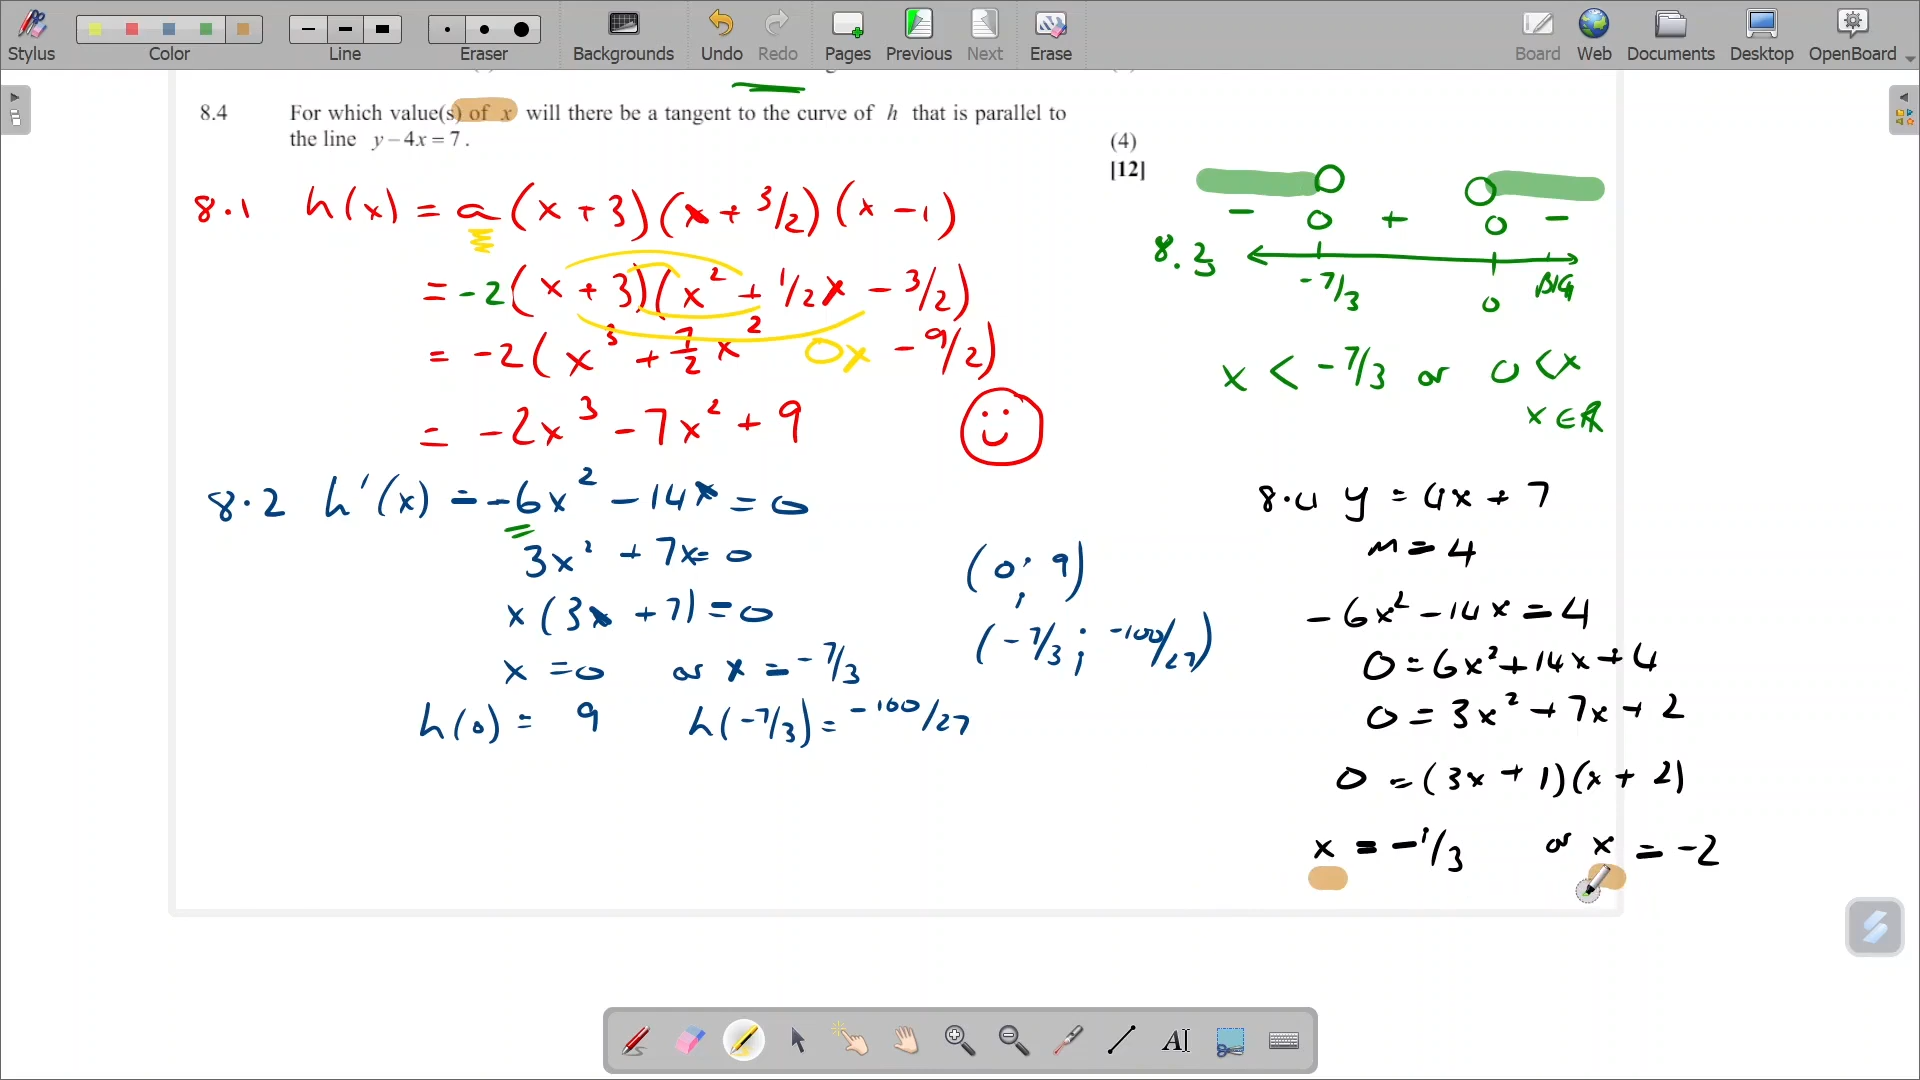 Stylus
Color
Line
Eraser
Backgrounds
Undo
Redo
Pages
Previous
Next
Erase
Board
Web
Documents
Desktop
OpenBoard
8.4 For which value(s) of x will there be a tangent to the curve of h that is parallel to
the line y – 4x = 7.
(4)
[12]
8.1 h(x) = a(x + 3)(x + 3/2)(x - 1)
= -2(x + 3)(x² + 1/2x - 3/2)
= -2(x³ + 7/2 x² 0x - 9/2)
= -2x³ - 7x² + 9
8.2 h'(x) = -6x² - 14x = 0
3x² + 7x = 0
x(3x + 7) = 0
x = 0 or x = -7/3
h(0) = 9 h(-7/3) = -100/27
(0; 9)
(-7/3; -100/27)
- 0 + 0 -
8.3
-7/3 0 BIG
x < -7/3 or 0 < x
x ∈ R
8.4 y = 4x + 7
m = 4
-6x² - 14x = 4
0 = 6x² + 14x + 4
0 = 3x² + 7x + 2
0 = (3x + 1)(x + 2)
x = -1/3 or x = -2
AI